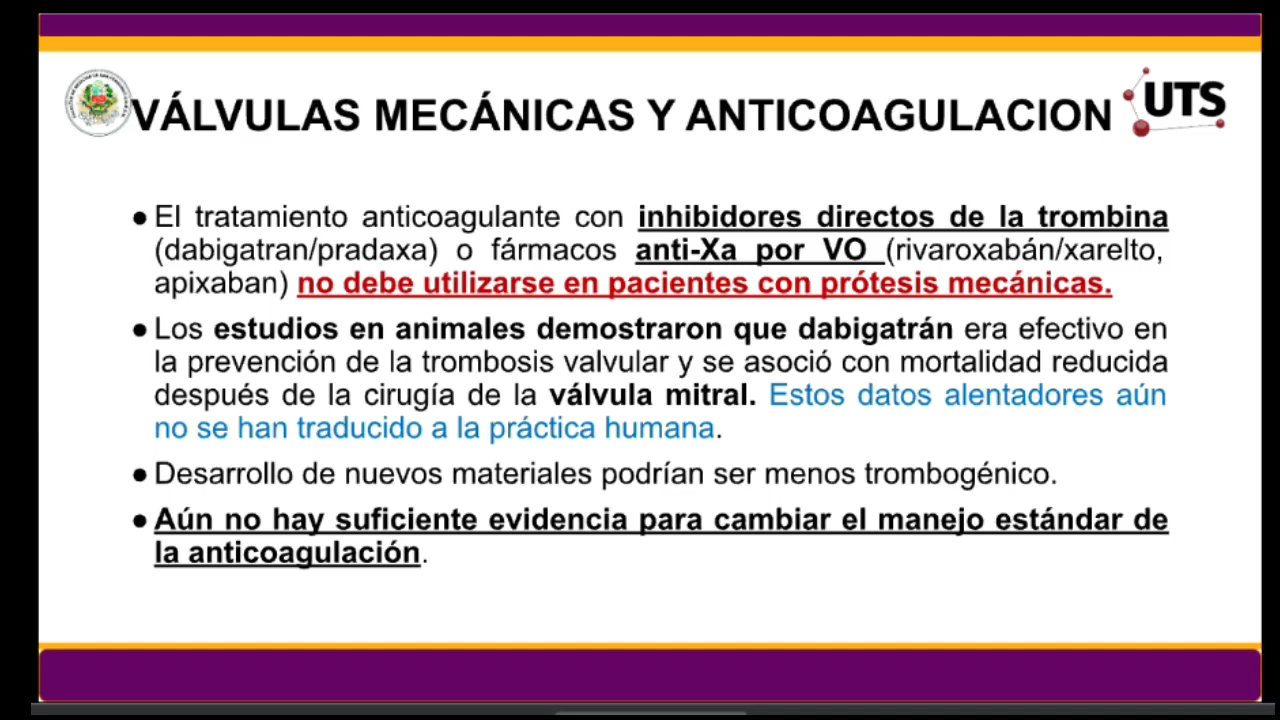 VÁLVULAS MECÁNICAS Y ANTICOAGULACION
UTS
● El tratamiento anticoagulante con inhibidores directos de la trombina
(dabigatran/pradaxa) o fármacos anti-Xa por VO (rivaroxabán/xarelto,
apixaban) no debe utilizarse en pacientes con prótesis mecánicas.
● Los estudios en animales demostraron que dabigatrán era efectivo en
la prevención de la trombosis valvular y se asoció con mortalidad reducida
después de la cirugía de la válvula mitral. Estos datos alentadores aún
no se han traducido a la práctica humana.
● Desarrollo de nuevos materiales podrían ser menos trombogénico.
● Aún no hay suficiente evidencia para cambiar el manejo estándar de
la anticoagulación.